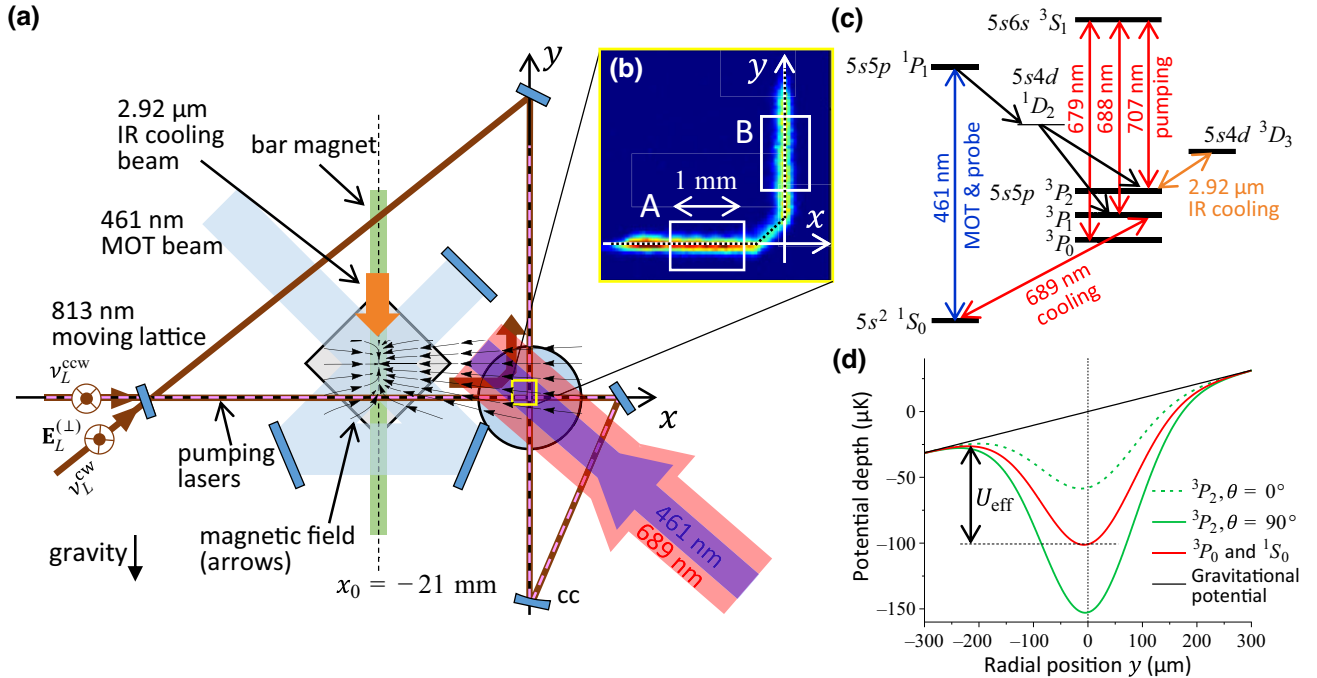 (a)
y
2.92 μm
IR cooling
beam
bar magnet
461 nm
MOT beam
813 nm
moving lattice
ν_L^ccw
E_L^(⊥)
ν_L^cw
pumping
lasers
magnetic field
(arrows)
gravity
x₀ = −21 mm
cc
x
461 nm
689 nm
(b)
y
B
1 mm
A
x
(c)
5s6s ³S₁
5s5p ¹P₁
5s4d
¹D₂
679 nm
688 nm
707 nm
pumping
5s4d ³D₃
461 nm
MOT & probe
5s5p ³P₂
³P₁
³P₀
2.92 μm
IR cooling
689 nm
cooling
5s² ¹S₀
(d)
Potential depth (μK)
0
−50
−100
−150
U_eff
³P₂, θ = 0°
³P₂, θ = 90°
³P₀ and ¹S₀
Gravitational
potential
−300 −200 −100 0 100 200 300
Radial position y (μm)